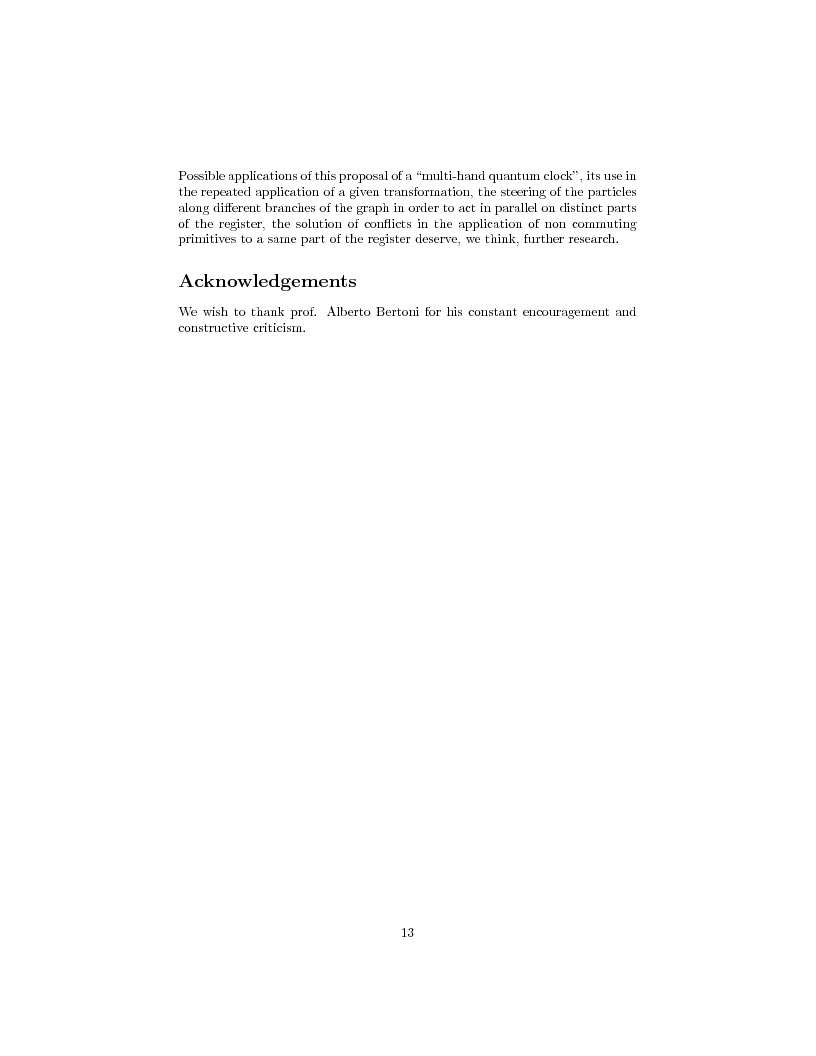 Possible applications of this proposal of a “multi-hand quantum clock”, its use in
the repeated application of a given transformation, the steering of the particles
along different branches of the graph in order to act in parallel on distinct parts
of the register, the solution of conflicts in the application of non commuting
primitives to a same part of the register deserve, we think, further research.
Acknowledgements
We wish to thank prof. Alberto Bertoni for his constant encouragement and
constructive criticism.
13